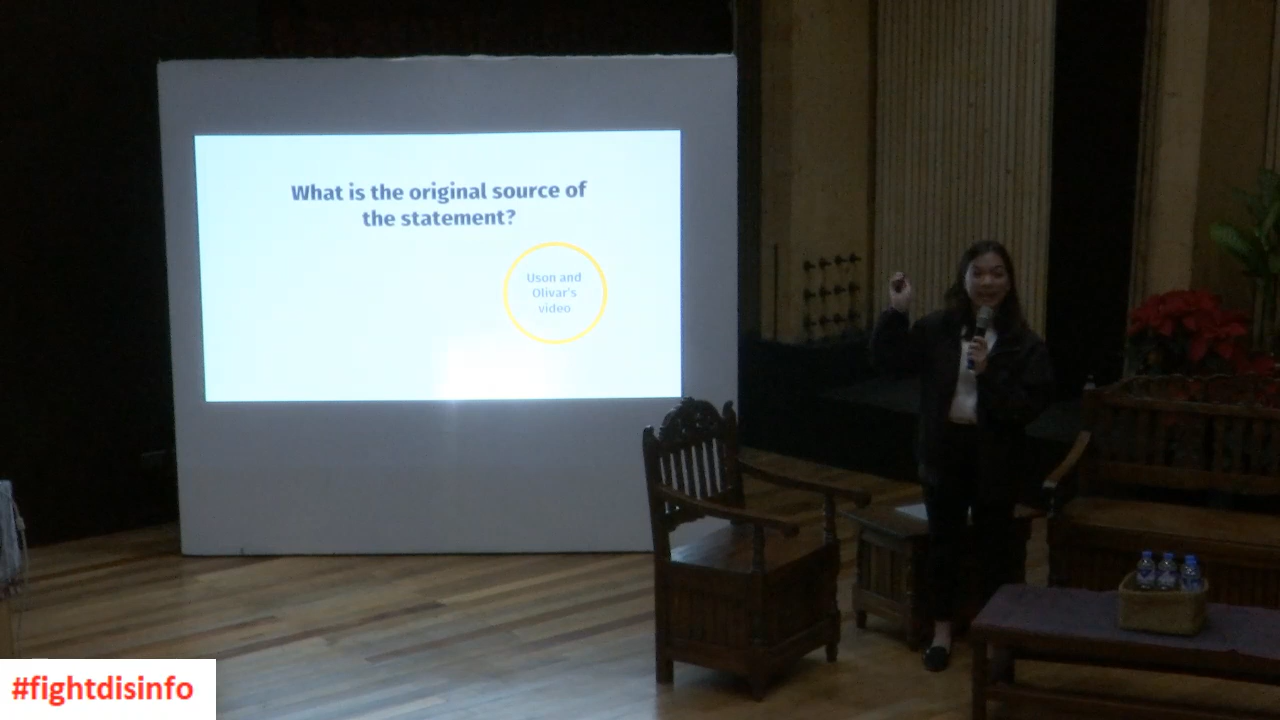 What is the original source of
the statement?
Uson and
Olivar's
video
#fightdisinfo